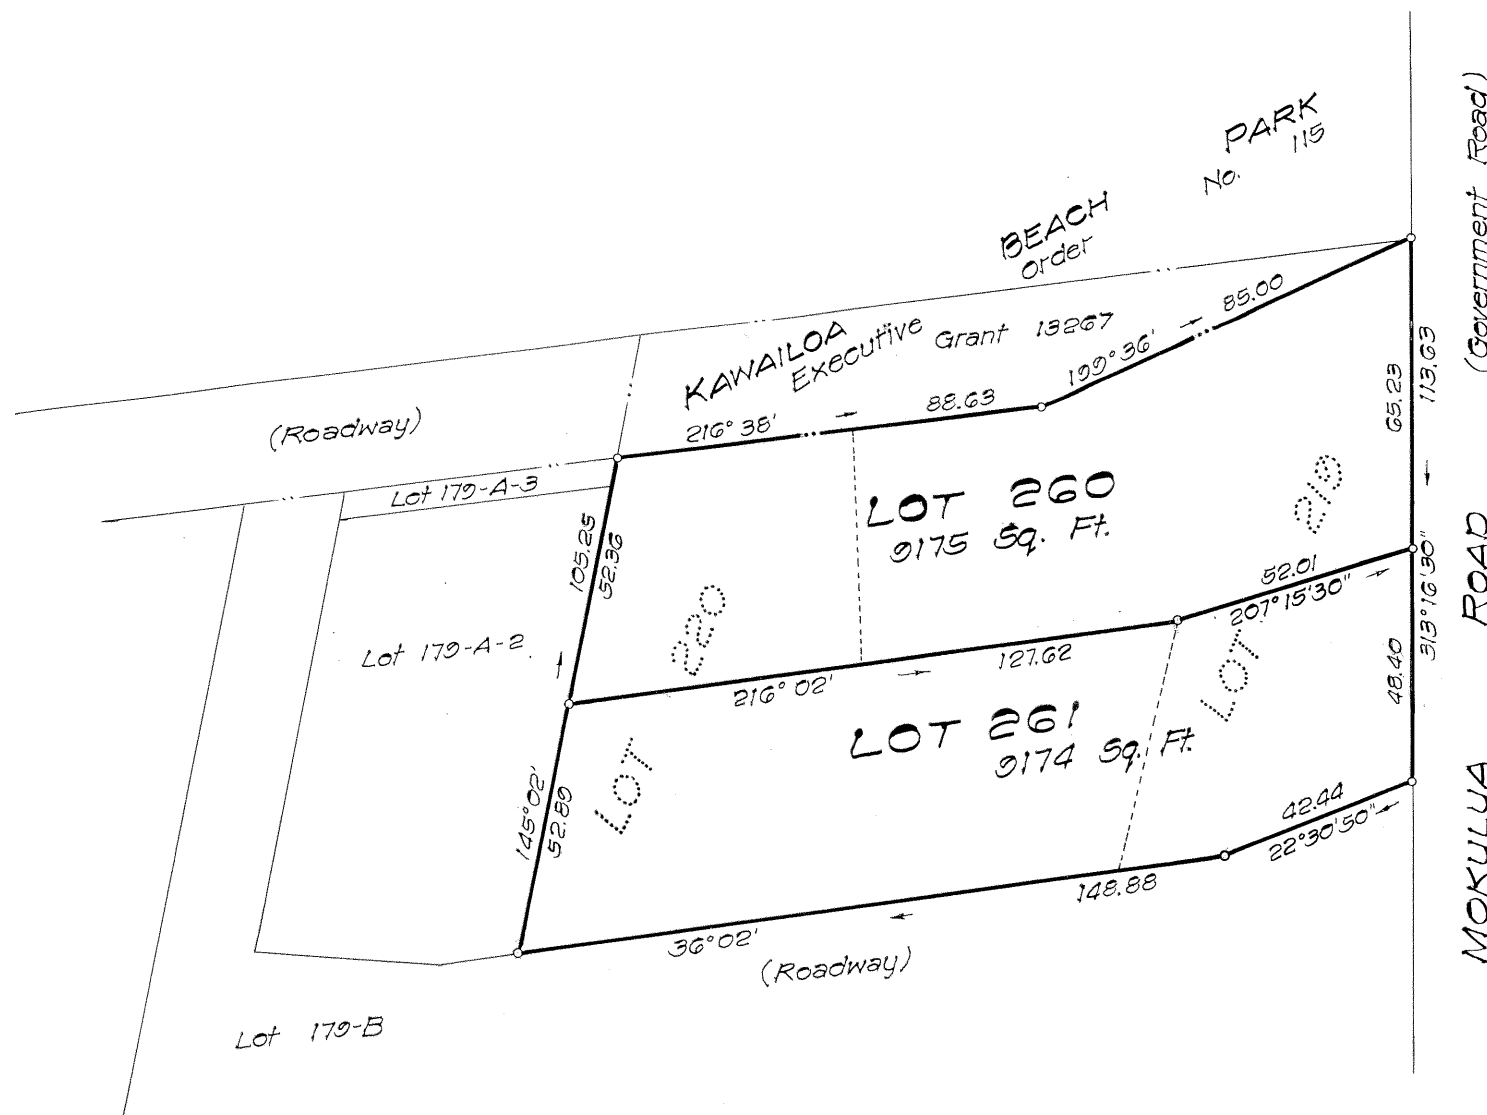 KAWAILOA BEACH PARK
Executive Order No. 115
Grant 13267
(Government Road)
MOKULUA ROAD
(Roadway)
Lot 179-A-3
Lot 179-A-2
Lot 179-B
216° 38'
88.63
199° 36'
85.00
LOT 260
9175 Sq. Ft.
65.23
113.63
313° 16' 30"
48.40
105.25
52.36
145° 02'
52.89
LOT 220
LOT 219
216° 02'
127.62
52.01
207° 15' 30"
LOT 261
9174 Sq. Ft.
42.44
22° 30' 50"
148.88
36° 02'
(Roadway)